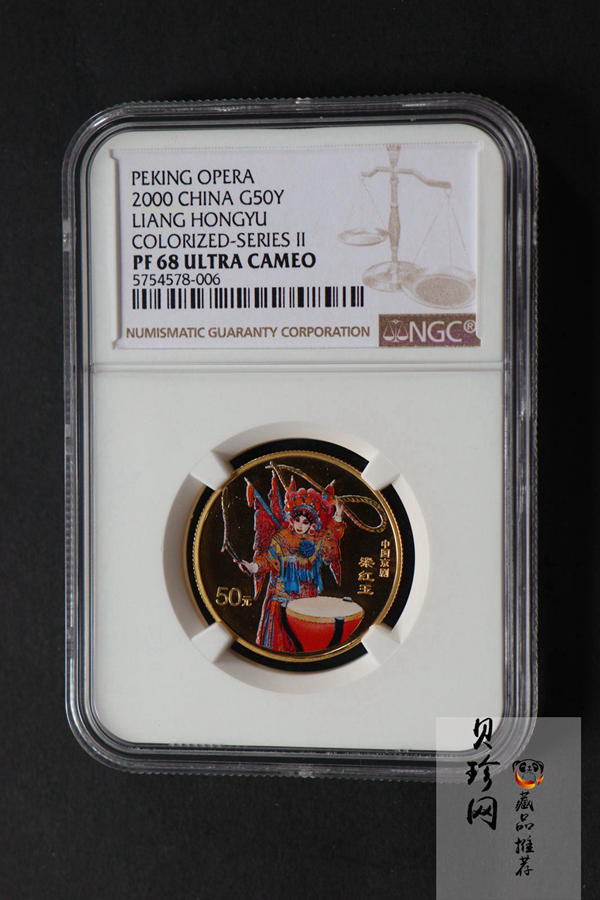 PEKING OPERA
2000 CHINA G50Y
LIANG HONGYU
COLORIZED-SERIES II
PF 68 ULTRA CAMEO
5754578-006
NUMISMATIC GUARANTY CORPORATION
NGC®
中国京剧
梁红玉
50元
贝珍网
藏品推荐